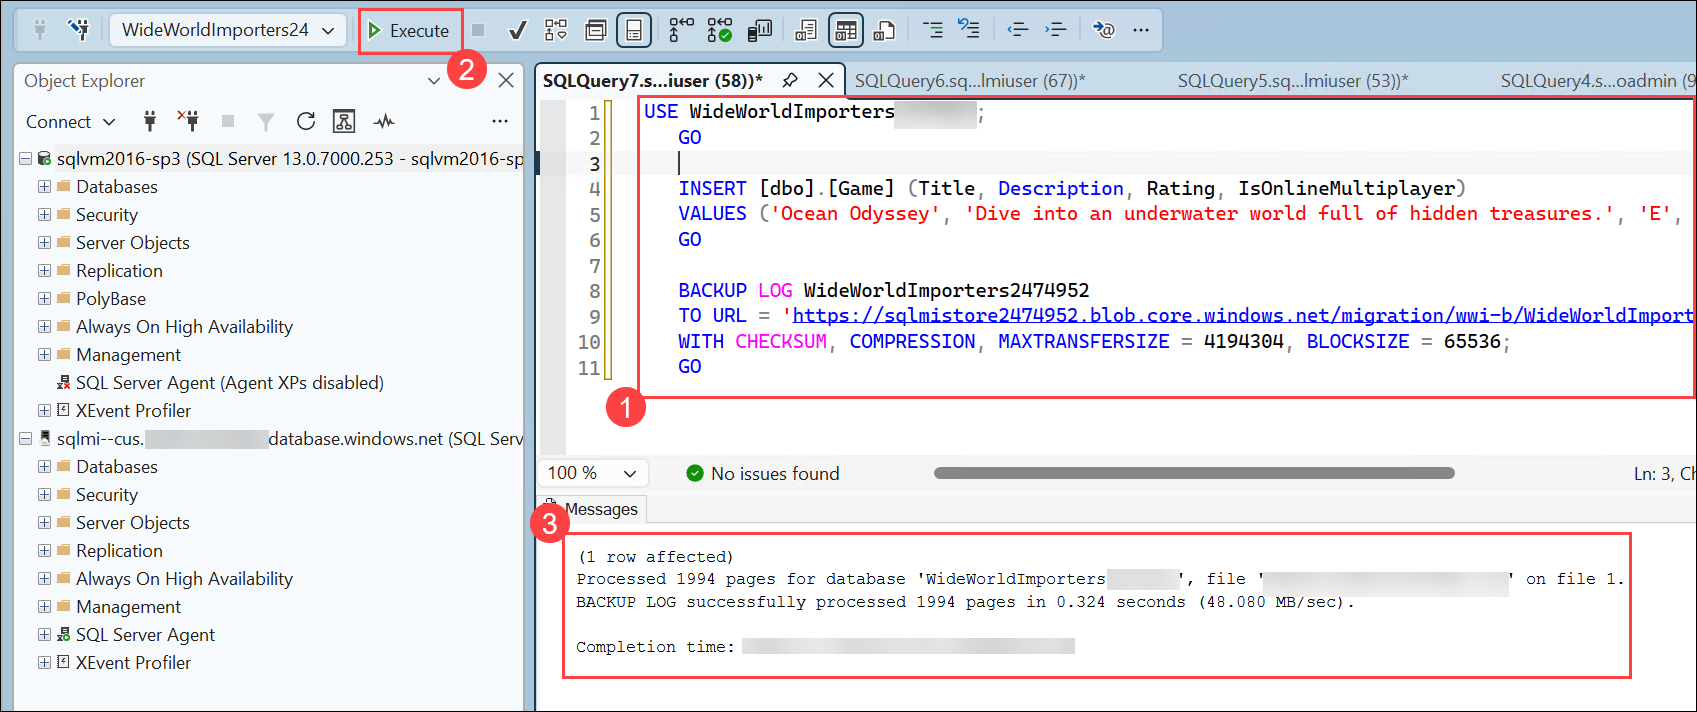 WideWorldImporters24
Execute
2
Object Explorer
Connect
sqlvm2016-sp3 (SQL Server 13.0.7000.253 - sqlvm2016-sp
Databases
Security
Server Objects
Replication
PolyBase
Always On High Availability
Management
SQL Server Agent (Agent XPs disabled)
XEvent Profiler
sqlmi--cus. database.windows.net (SQL Serv
Databases
Security
Server Objects
Replication
Always On High Availability
Management
SQL Server Agent
XEvent Profiler
SQLQuery7.s...iuser (58))* SQLQuery6.sq...lmiuser (67))* SQLQuery5.sq...lmiuser (53))* SQLQuery4.s...oadmin (9
1 USE WideWorldImporters ;
2 GO
3
4 INSERT [dbo].[Game] (Title, Description, Rating, IsOnlineMultiplayer)
5 VALUES ('Ocean Odyssey', 'Dive into an underwater world full of hidden treasures.', 'E',
6 GO
7
8 BACKUP LOG WideWorldImporters2474952
9 TO URL = 'https://sqlmistore2474952.blob.core.windows.net/migration/wwi-b/WideWorldImport
10 WITH CHECKSUM, COMPRESSION, MAXTRANSFERSIZE = 4194304, BLOCKSIZE = 65536;
11 GO
1
100 % No issues found Ln: 3, Ch
3 Messages
(1 row affected)
Processed 1994 pages for database 'WideWorldImporters ', file ' ' on file 1.
BACKUP LOG successfully processed 1994 pages in 0.324 seconds (48.080 MB/sec).
Completion time: